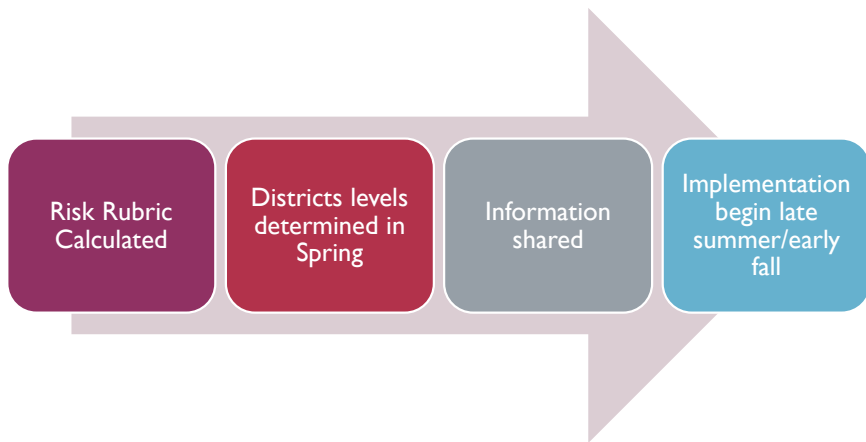 Risk Rubric
Calculated
Districts levels
determined in
Spring
Information
shared
Implementation
begin late
summer/early
fall